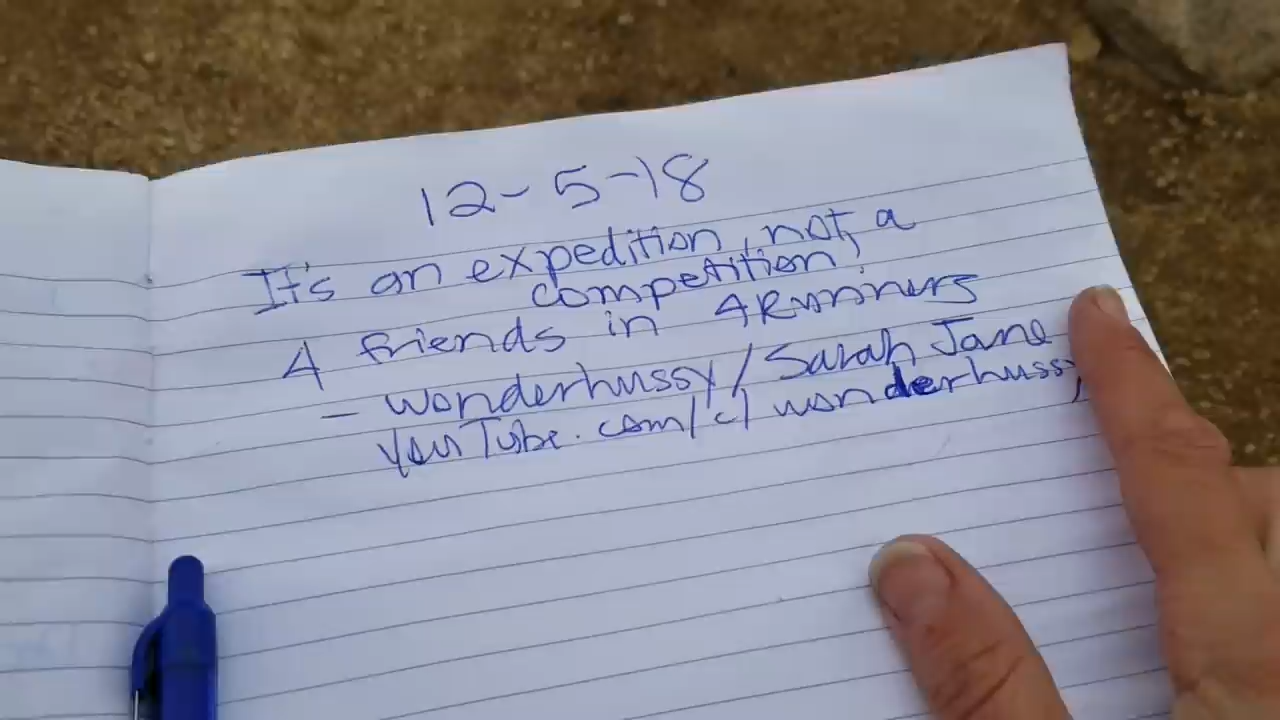 12-5-18
It's an expedition, not a
competition!
4 friends in 4Runners
- Wonderhussy / Sarah Jane
YouTube.com/c/wonderhussy